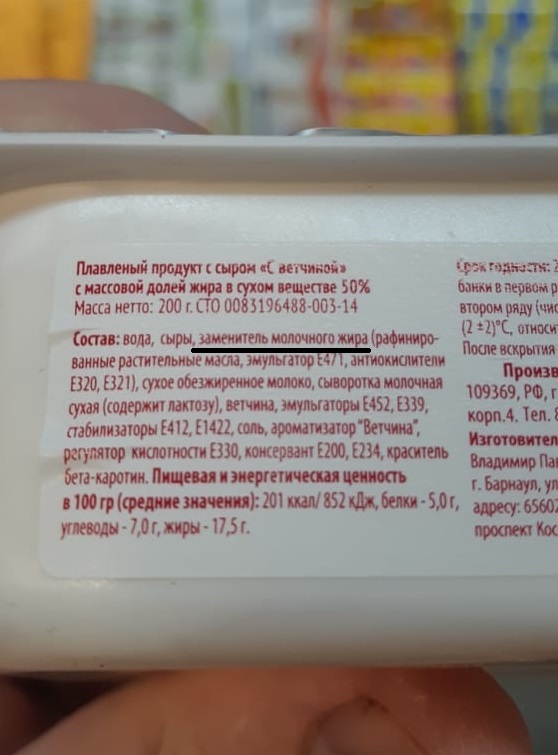 Плавленый продукт с сыром «С ветчиной»
с массовой долей жира в сухом веществе 50%
Масса нетто: 200 г. СТО 0083196488-003-14
Состав: вода, сыры, заменитель молочного жира (рафиниро-
ванные растительные масла, эмульгатор Е471, антиокислители
Е320, Е321), сухое обезжиренное молоко, сыворотка молочная
сухая (содержит лактозу), ветчина, эмульгаторы Е452, Е339,
стабилизаторы Е412, Е1422, соль, ароматизатор "Ветчина",
регулятор кислотности Е330, консервант Е200, Е234, краситель
бета-каротин. Пищевая и энергетическая ценность
в 100 гр (средние значения): 201 ккал/ 852 кДж, белки - 5,0 г,
углеводы - 7,0 г, жиры - 17,5 г.
Срок годности:
банки в первом р
втором ряду (чис
(2 ±2)°С, относи
После вскрытия
Произв
109369, РФ, г
корп.4. Тел.
Изготовител
Владимир Па
г. Барнаул, ул
адресу: 65602
проспект Кос